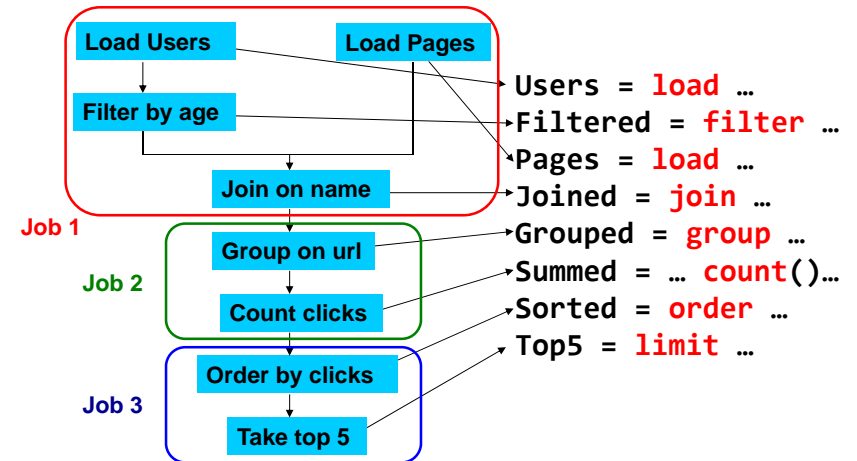 Load Users
Load Pages
Filter by age
Join on name
Job 1
Group on url
Job 2
Count clicks
Order by clicks
Job 3
Take top 5
Users = load …
Filtered = filter …
Pages = load …
Joined = join …
Grouped = group …
Summed = … count()…
Sorted = order …
Top5 = limit …